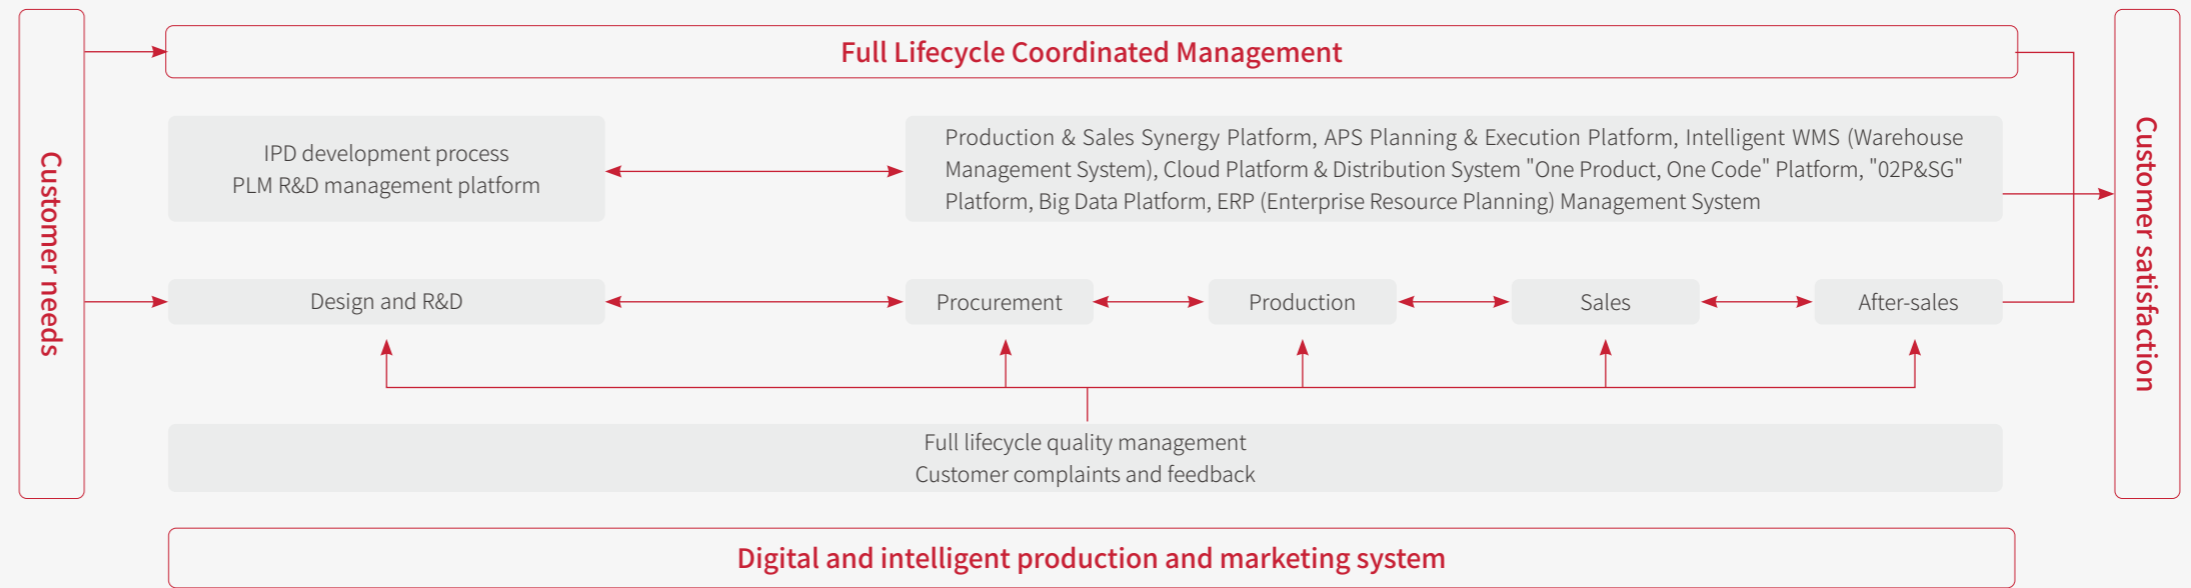 Customer needs
Full Lifecycle Coordinated Management
IPD development process
PLM R&D management platform
Production & Sales Synergy Platform, APS Planning & Execution Platform, Intelligent WMS (Warehouse
Management System), Cloud Platform & Distribution System "One Product, One Code" Platform, "02P&SG"
Platform, Big Data Platform, ERP (Enterprise Resource Planning) Management System
Design and R&D
Procurement
Production
Sales
After-sales
Full lifecycle quality management
Customer complaints and feedback
Digital and intelligent production and marketing system
Customer satisfaction